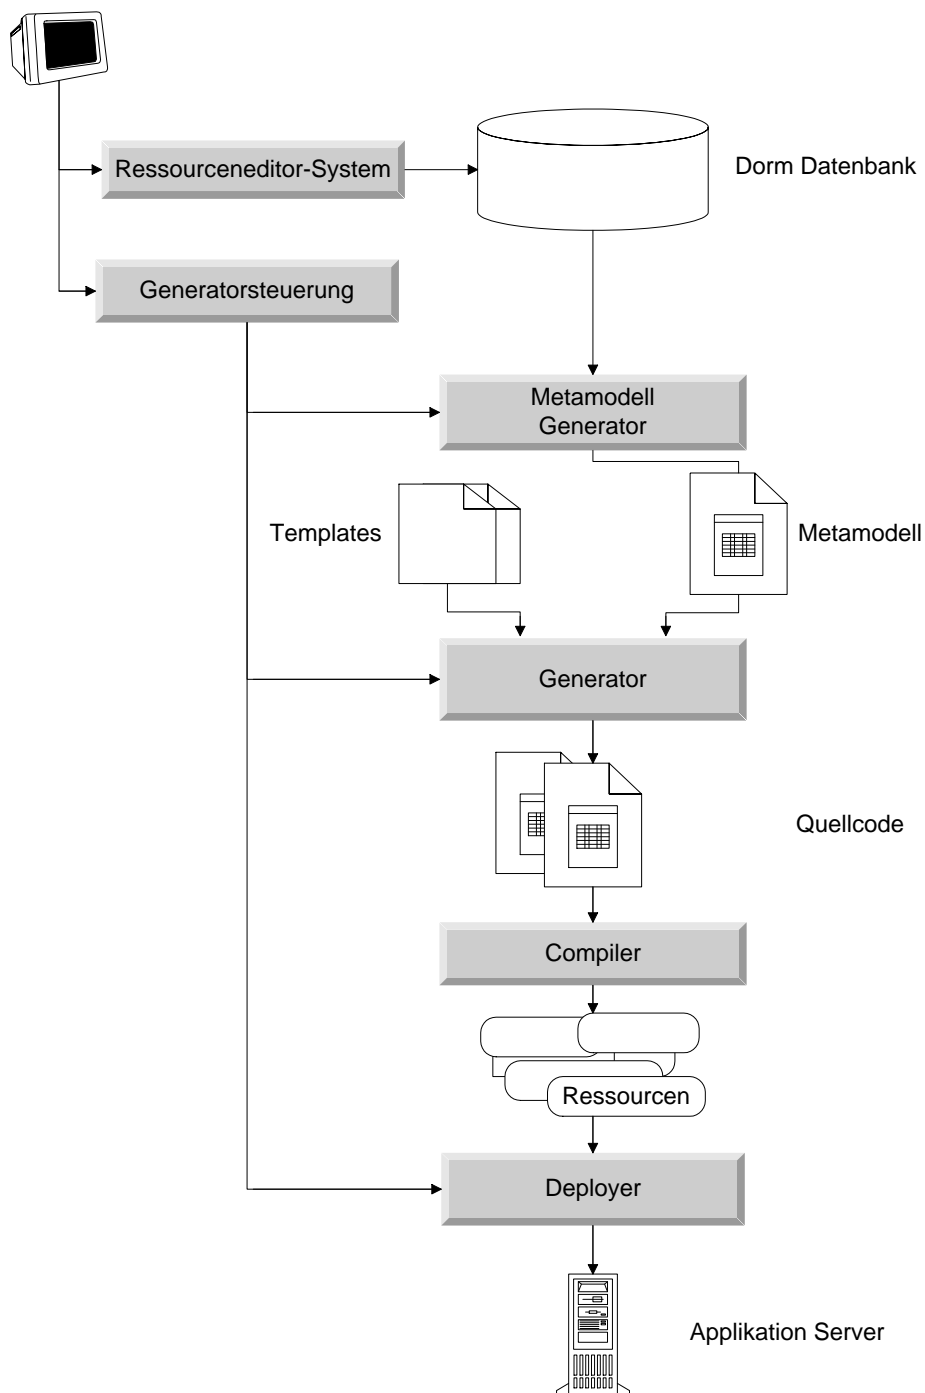 Ressourceneditor-System
Dorm Datenbank
Generatorsteuerung
Metamodell
Generator
Templates
Metamodell
Generator
Quellcode
Compiler
Ressourcen
Deployer
Applikation Server